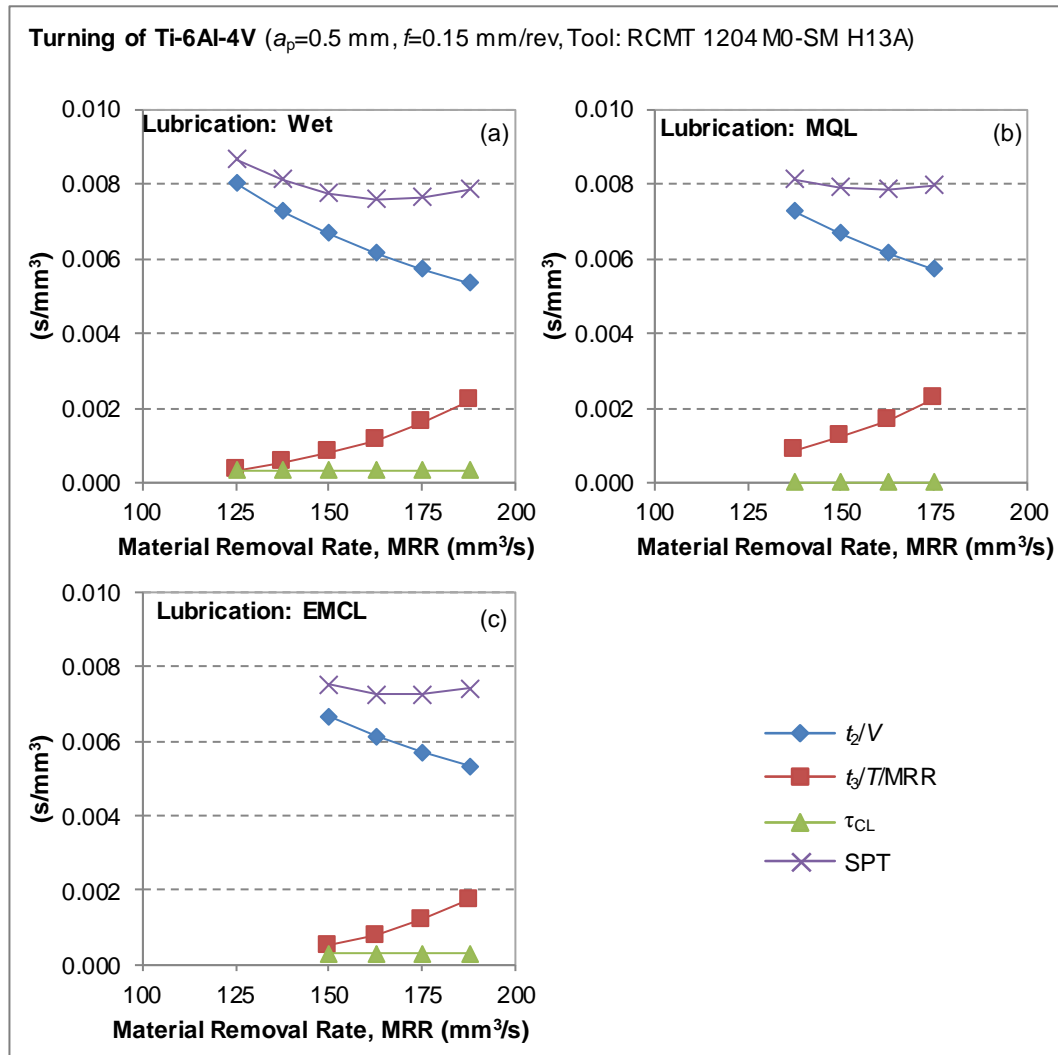 Turning of Ti-6Al-4V (ap=0.5 mm, f=0.15 mm/rev, Tool: RCMT 1204 M0-SM H13A)
Lubrication: Wet
(a)
0.010
0.008
0.006
0.004
0.002
0.000
(s/mm³)
100 125 150 175 200
Material Removal Rate, MRR (mm³/s)
Lubrication: MQL
(b)
0.010
0.008
0.006
0.004
0.002
0.000
(s/mm³)
100 125 150 175 200
Material Removal Rate, MRR (mm³/s)
Lubrication: EMCL
(c)
0.010
0.008
0.006
0.004
0.002
0.000
(s/mm³)
100 125 150 175 200
Material Removal Rate, MRR (mm³/s)
t₂/V
t₃/T/MRR
τCL
SPT